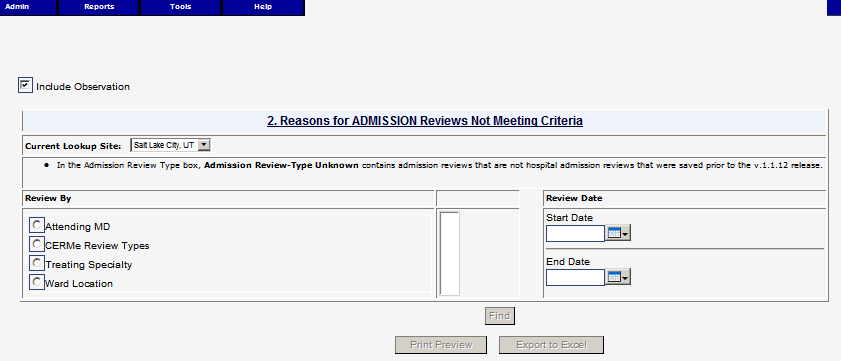 Admin Reports Tools Help
Include Observation
2. Reasons for ADMISSION Reviews Not Meeting Criteria
Current Lookup Site: Salt Lake City, UT
In the Admission Review Type box, Admission Review-Type Unknown contains admission reviews that are not hospital admission reviews that were saved prior to the v.1.1.12 release.
Review By
Review Date
Attending MD
CERMe Review Types
Treating Specialty
Ward Location
Start Date
End Date
Find
Print Preview Export to Excel